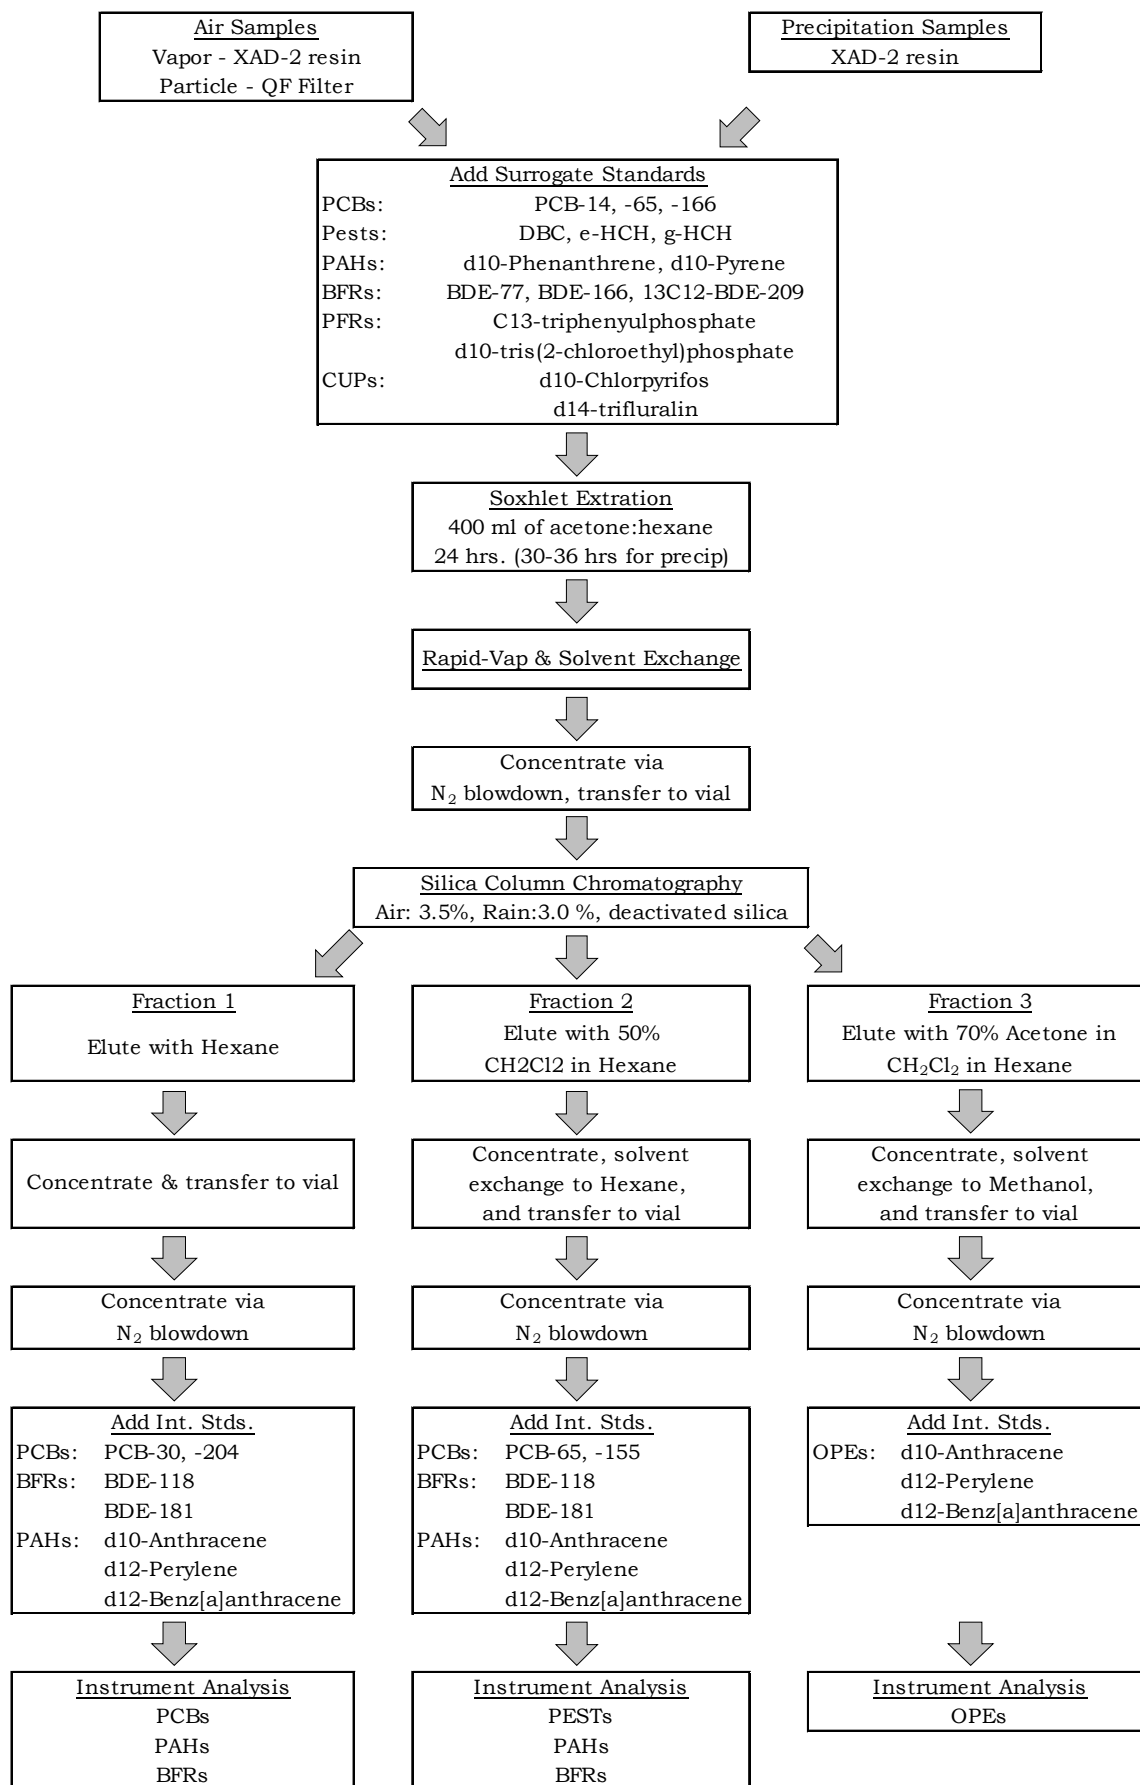 Air Samples
Vapor - XAD-2 resin
Particle - QF Filter
Precipitation Samples
XAD-2 resin
Add Surrogate Standards
PCBs: PCB-14, -65, -166
Pests: DBC, e-HCH, g-HCH
PAHs: d10-Phenanthrene, d10-Pyrene
BFRs: BDE-77, BDE-166, 13C12-BDE-209
PFRs: C13-triphenyulphosphate
d10-tris(2-chloroethyl)phosphate
CUPs: d10-Chlorpyrifos
d14-trifluralin
Soxhlet Extration
400 ml of acetone:hexane
24 hrs. (30-36 hrs for precip)
Rapid-Vap & Solvent Exchange
Concentrate via
N₂ blowdown, transfer to vial
Silica Column Chromatography
Air: 3.5%, Rain:3.0 %, deactivated silica
Fraction 1
Elute with Hexane
Fraction 2
Elute with 50%
CH2Cl2 in Hexane
Fraction 3
Elute with 70% Acetone in
CH₂Cl₂ in Hexane
Concentrate & transfer to vial
Concentrate, solvent
exchange to Hexane,
and transfer to vial
Concentrate, solvent
exchange to Methanol,
and transfer to vial
Concentrate via
N₂ blowdown
Concentrate via
N₂ blowdown
Concentrate via
N₂ blowdown
Add Int. Stds.
PCBs: PCB-30, -204
BFRs: BDE-118
BDE-181
PAHs: d10-Anthracene
d12-Perylene
d12-Benz[a]anthracene
Add Int. Stds.
PCBs: PCB-65, -155
BFRs: BDE-118
BDE-181
PAHs: d10-Anthracene
d12-Perylene
d12-Benz[a]anthracene
Add Int. Stds.
OPEs: d10-Anthracene
d12-Perylene
d12-Benz[a]anthracene
Instrument Analysis
PCBs
PAHs
BFRs
Instrument Analysis
PESTs
PAHs
BFRs
Instrument Analysis
OPEs